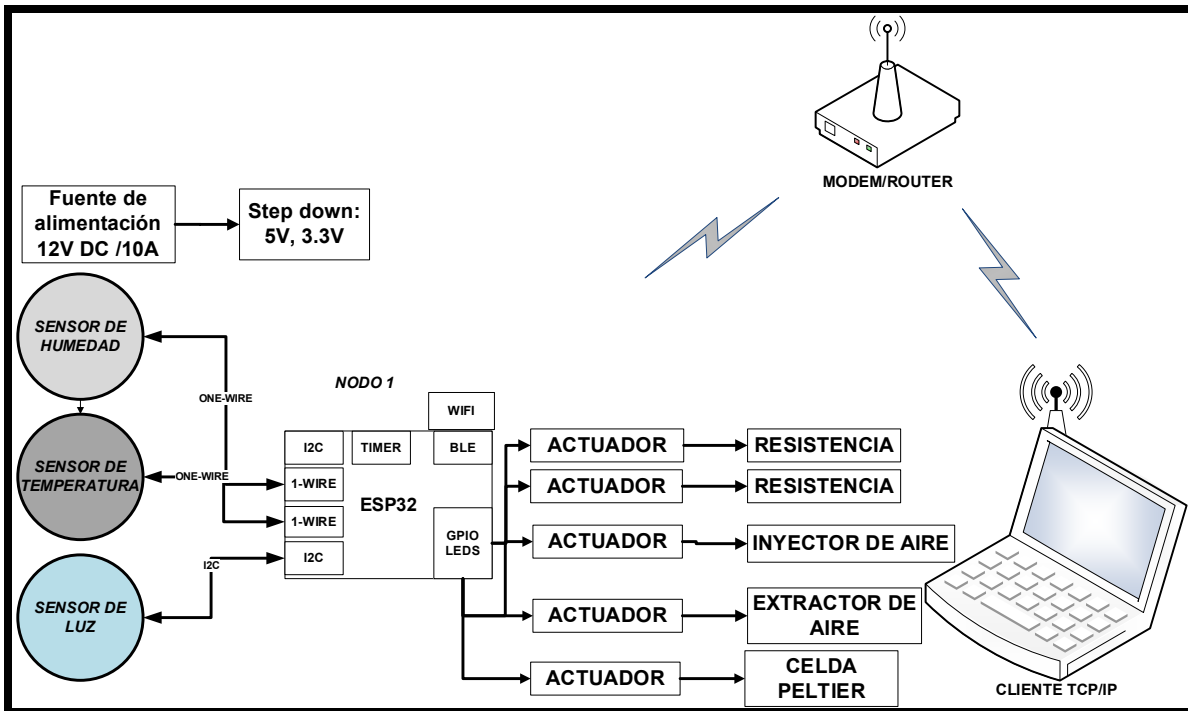 MODEM/ROUTER
Fuente de
alimentación
12V DC /10A
Step down:
5V, 3.3V
SENSOR DE
HUMEDAD
ONE-WIRE
NODO 1
WIFI
I2C
TIMER
BLE
SENSOR DE
TEMPERATURA
ONE-WIRE
1-WIRE
ESP32
1-WIRE
GPIO
LEDS
I2C
I2C
SENSOR DE
LUZ
ACTUADOR
RESISTENCIA
ACTUADOR
RESISTENCIA
ACTUADOR
INYECTOR DE AIRE
ACTUADOR
EXTRACTOR DE
AIRE
ACTUADOR
CELDA
PELTIER
CLIENTE TCP/IP